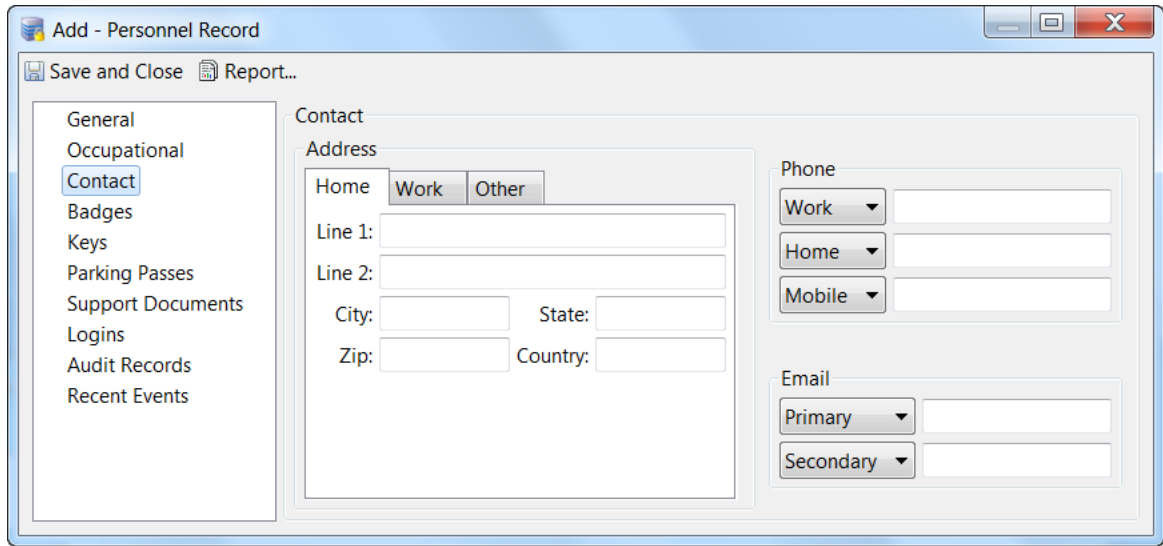 Add - Personnel Record
Save and Close Report...
General
Occupational
Contact
Badges
Keys
Parking Passes
Support Documents
Logins
Audit Records
Recent Events
Contact
Address
Home Work Other
Line 1:
Line 2:
City: State:
Zip: Country:
Phone
Work
Home
Mobile
Email
Primary
Secondary